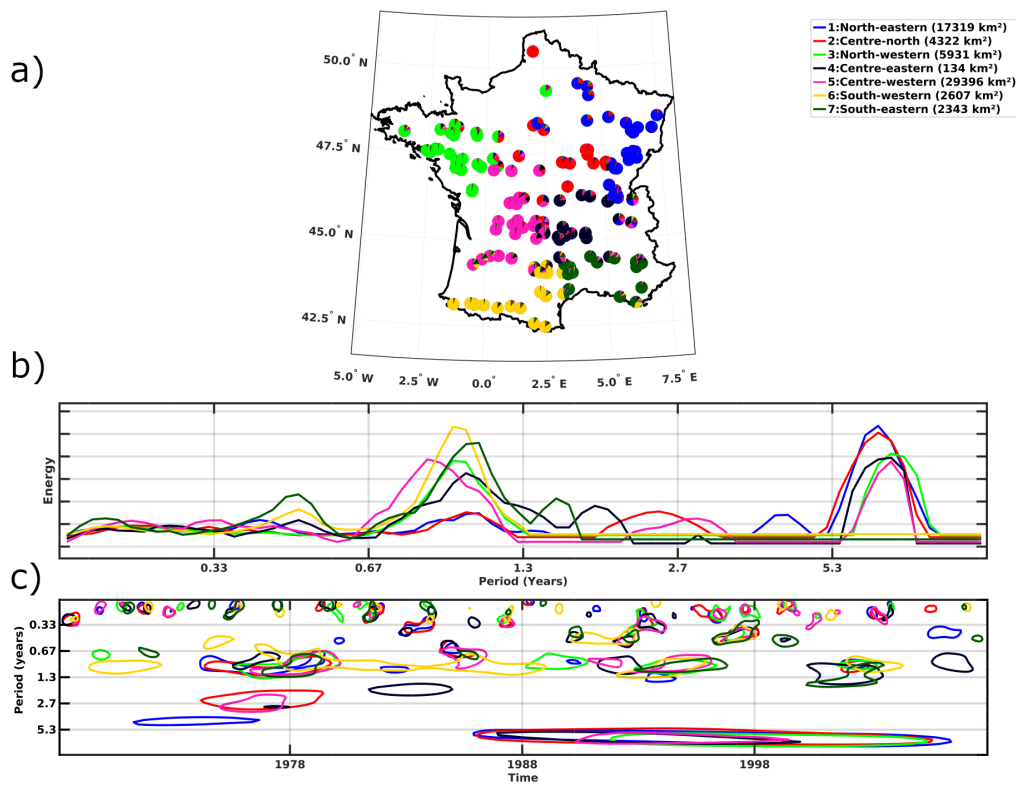 a)
1:North-eastern (17319 km²)
2:Centre-north (4322 km²)
3:North-western (5931 km²)
4:Centre-eastern (134 km²)
5:Centre-western (29396 km²)
6:South-western (2607 km²)
7:South-eastern (2343 km²)
50.0° N
47.5° N
45.0° N
42.5° N
5.0° W 2.5° W 0.0° 2.5° E 5.0° E 7.5° E
b)
Energy
0.33 0.67 1.3 2.7 5.3
Period (Years)
c)
Period (years)
0.33
0.67
1.3
2.7
5.3
1978 1988 1998
Time